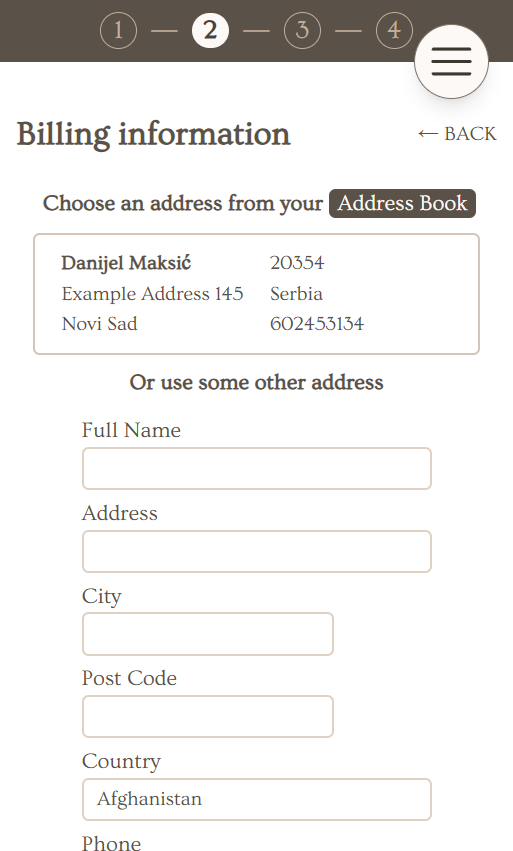 1 — 2 — 3 — 4
Billing information
← BACK
Choose an address from your Address Book
Danijel Maksić
20354
Example Address 145
Serbia
Novi Sad
602453134
Or use some other address
Full Name
Address
City
Post Code
Country
Afghanistan
Phone